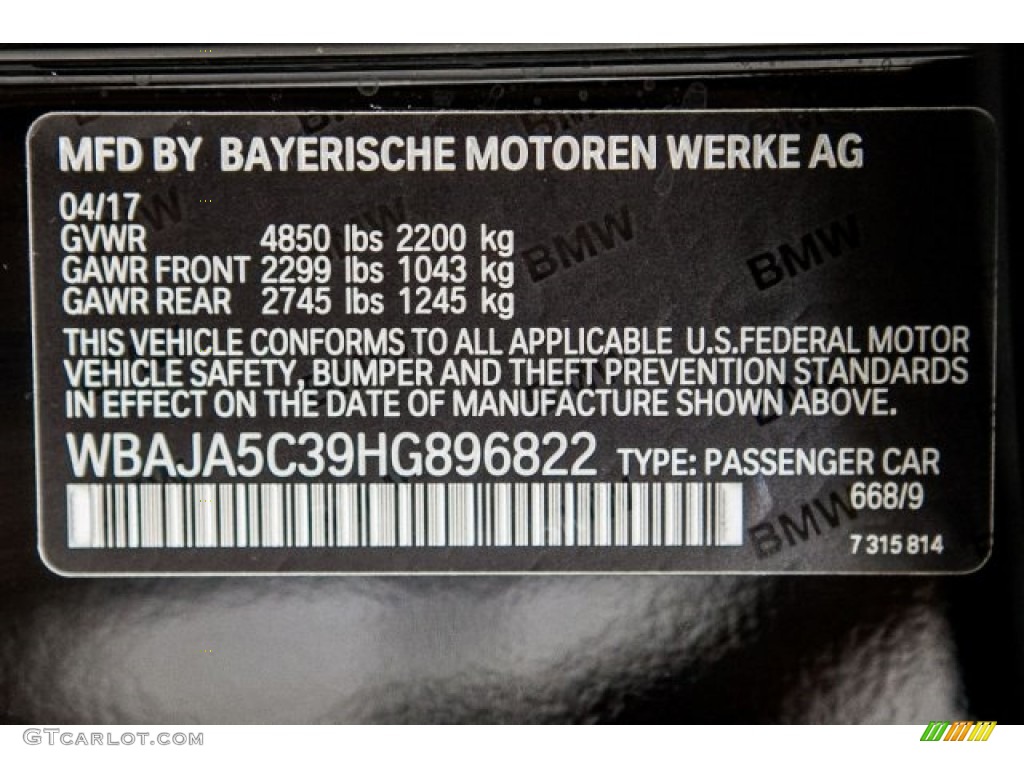 MFD BY BAYERISCHE MOTOREN WERKE AG
04/17
GVWR 4850 lbs 2200 kg
GAWR FRONT 2299 lbs 1043 kg
GAWR REAR 2745 lbs 1245 kg
THIS VEHICLE CONFORMS TO ALL APPLICABLE U.S.FEDERAL MOTOR
VEHICLE SAFETY, BUMPER AND THEFT PREVENTION STANDARDS
IN EFFECT ON THE DATE OF MANUFACTURE SHOWN ABOVE.
WBAJA5C39HG896822 TYPE: PASSENGER CAR
668/9
7 315 814
BMW
BMW
BMW
BMW
BMW
GTCarLot.com